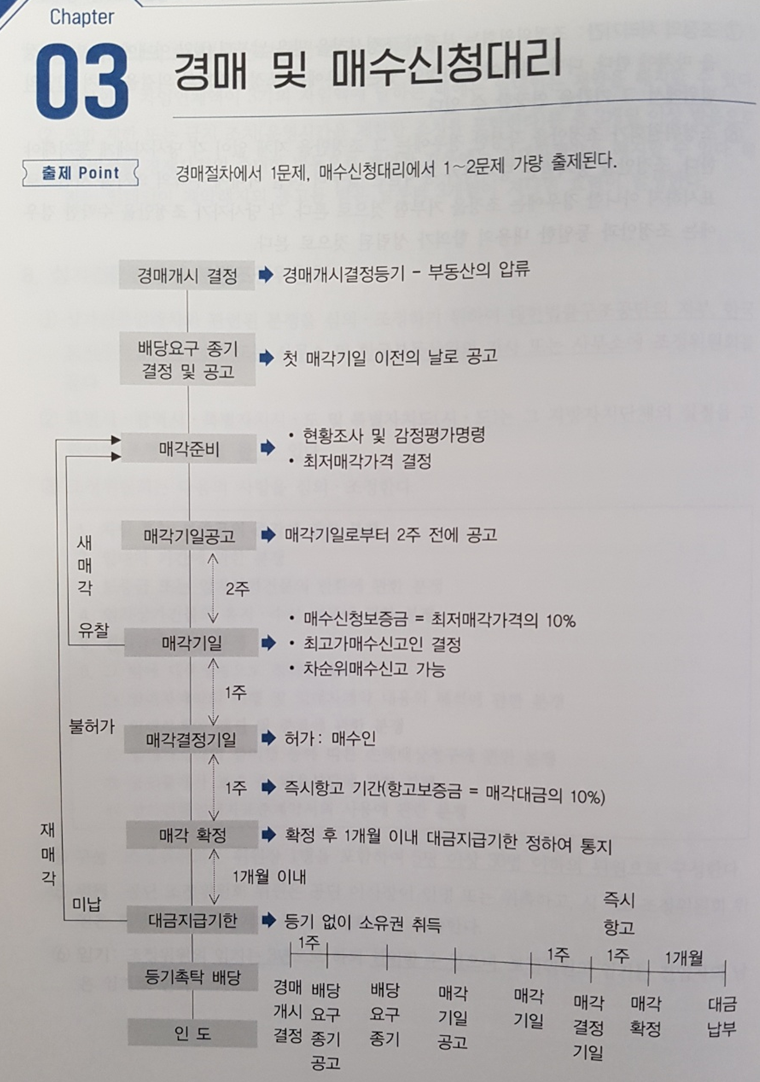 Chapter
03
경매 및 매수신청대리
출제 Point
경매절차에서 1문제, 매수신청대리에서 1~2문제 가량 출제된다.
경매개시 결정
경매개시결정등기 - 부동산의 압류
배당요구 종기
결정 및 공고
첫 매각기일 이전의 날로 공고
매각준비
• 현황조사 및 감정평가명령
• 최저매각가격 결정
매각기일공고
매각기일로부터 2주 전에 공고
새
매
각
2주
유찰
매각기일
• 매수신청보증금 = 최저매각가격의 10%
• 최고가매수신고인 결정
• 차순위매수신고 가능
1주
불허가
매각결정기일
허가: 매수인
1주
즉시항고 기간(항고보증금 = 매각대금의 10%)
재
매
각
매각 확정
확정 후 1개월 이내 대금지급기한 정하여 통지
1개월 이내
미납
대금지급기한
등기 없이 소유권 취득
즉시
항고
1주
1주
1주
1개월
등기촉탁 배당
인 도
경매
개시
결정
배당
요구
종기
공고
배당
요구
종기
매각
기일
공고
매각
기일
매각
결정
기일
매각
확정
대금
납부